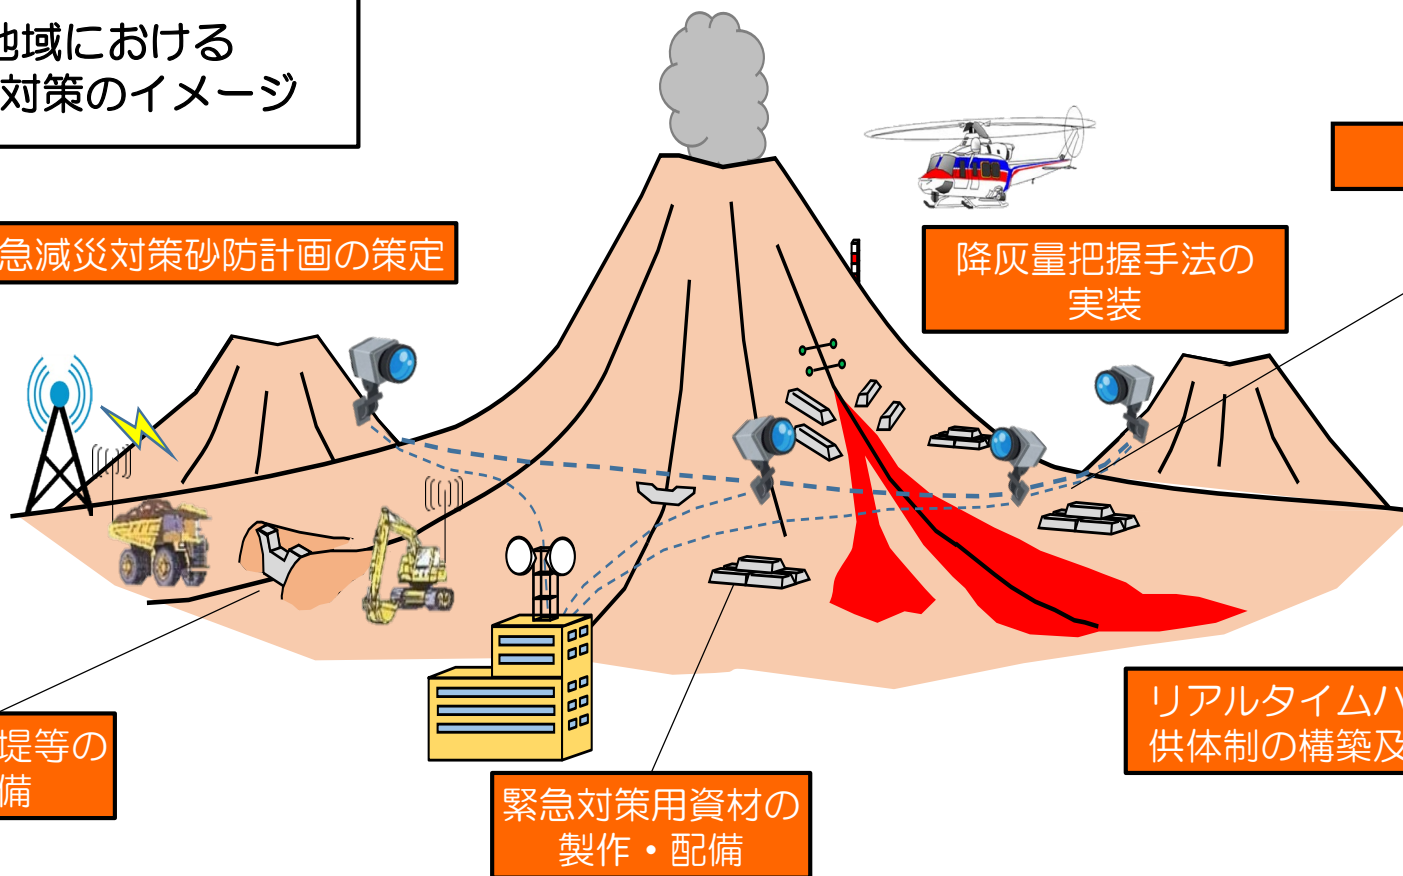 地域における
対策のイメージ
急減災対策砂防計画の策定
降灰量把握手法の
実装
堤等の
備
緊急対策用資材の
製作・配備
リアルタイムハ
供体制の構築及